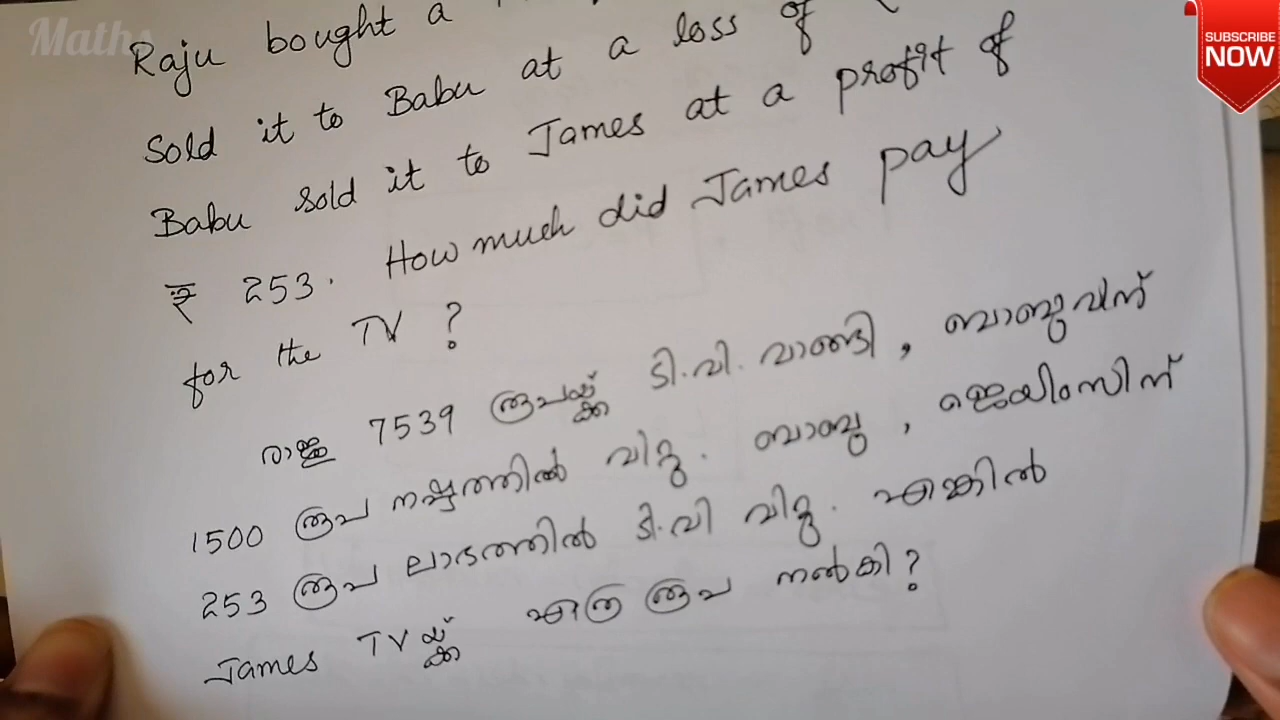 Maths
SUBSCRIBE
NOW
Raju bought a
Sold it to Babu at a loss of
Babu sold it to James at a profit of
₹ 253. How much did James pay
for the TV ?
രാജു 7539 രൂപയ്ക്ക് ടി.വി. വാങ്ങി, ബാബുവിന്
1500 രൂപ നഷ്ടത്തിൽ വിറ്റു. ബാബു, ജെയിംസിന്
253 രൂപ ലാഭത്തിൽ ടി.വി വിറ്റു. എങ്കിൽ
James TV യ്ക്ക് എത്ര രൂപ നൽകി?